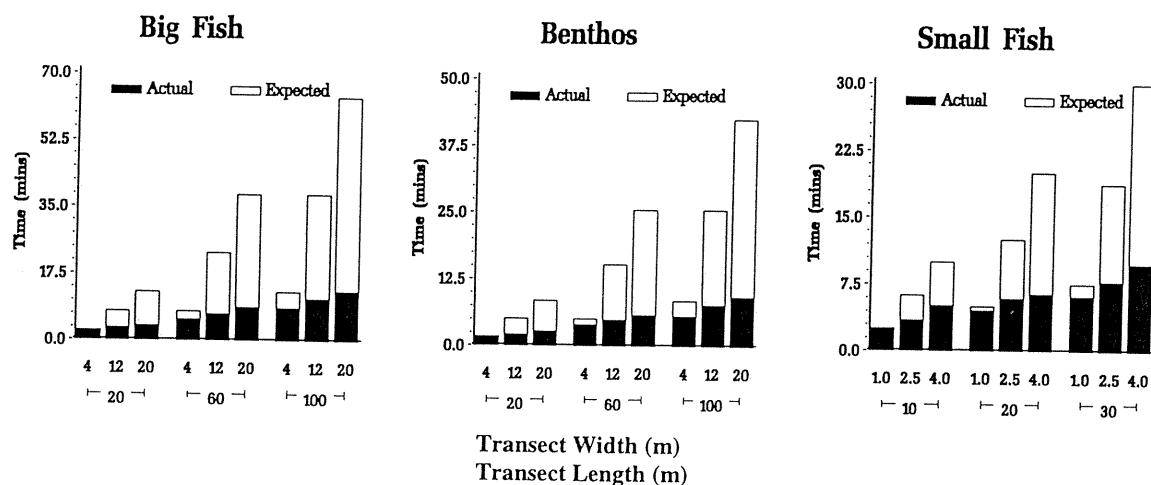 Big Fish
70.0
52.5
35.0
17.5
0.0
Time (mins)
Actual Expected
4 12 20 4 12 20 4 12 20
20 60 100
Benthos
50.0
37.5
25.0
12.5
0.0
Time (mins)
Actual Expected
4 12 20 4 12 20 4 12 20
20 60 100
Small Fish
30.0
22.5
15.0
7.5
0.0
Time (mins)
Actual Expected
1.0 2.5 4.0 1.0 2.5 4.0 1.0 2.5 4.0
10 20 30
Transect Width (m)
Transect Length (m)